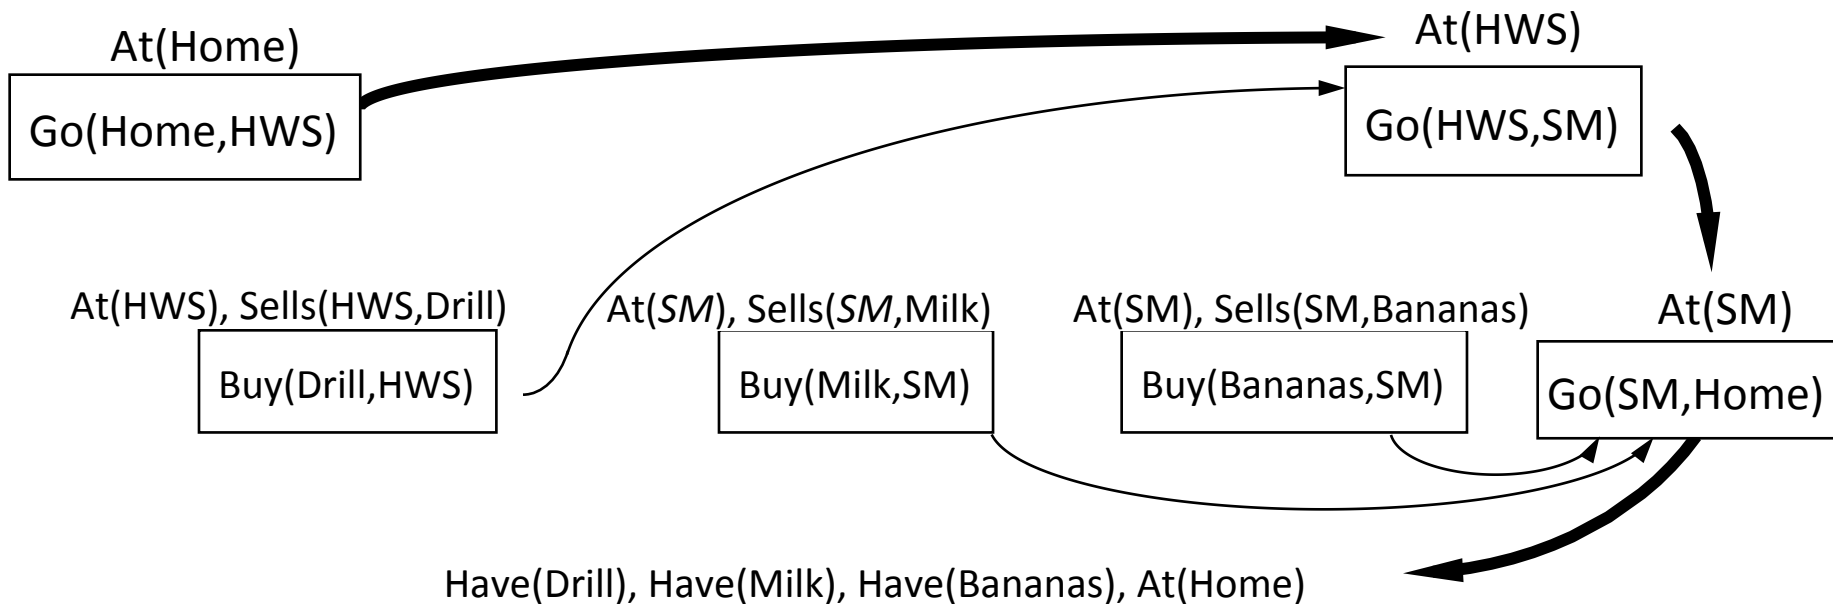 At(Home)
Go(Home,HWS)
At(HWS)
Go(HWS,SM)
At(HWS), Sells(HWS,Drill)
Buy(Drill,HWS)
At(SM), Sells(SM,Milk)
Buy(Milk,SM)
At(SM), Sells(SM,Bananas)
Buy(Bananas,SM)
At(SM)
Go(SM,Home)
Have(Drill), Have(Milk), Have(Bananas), At(Home)